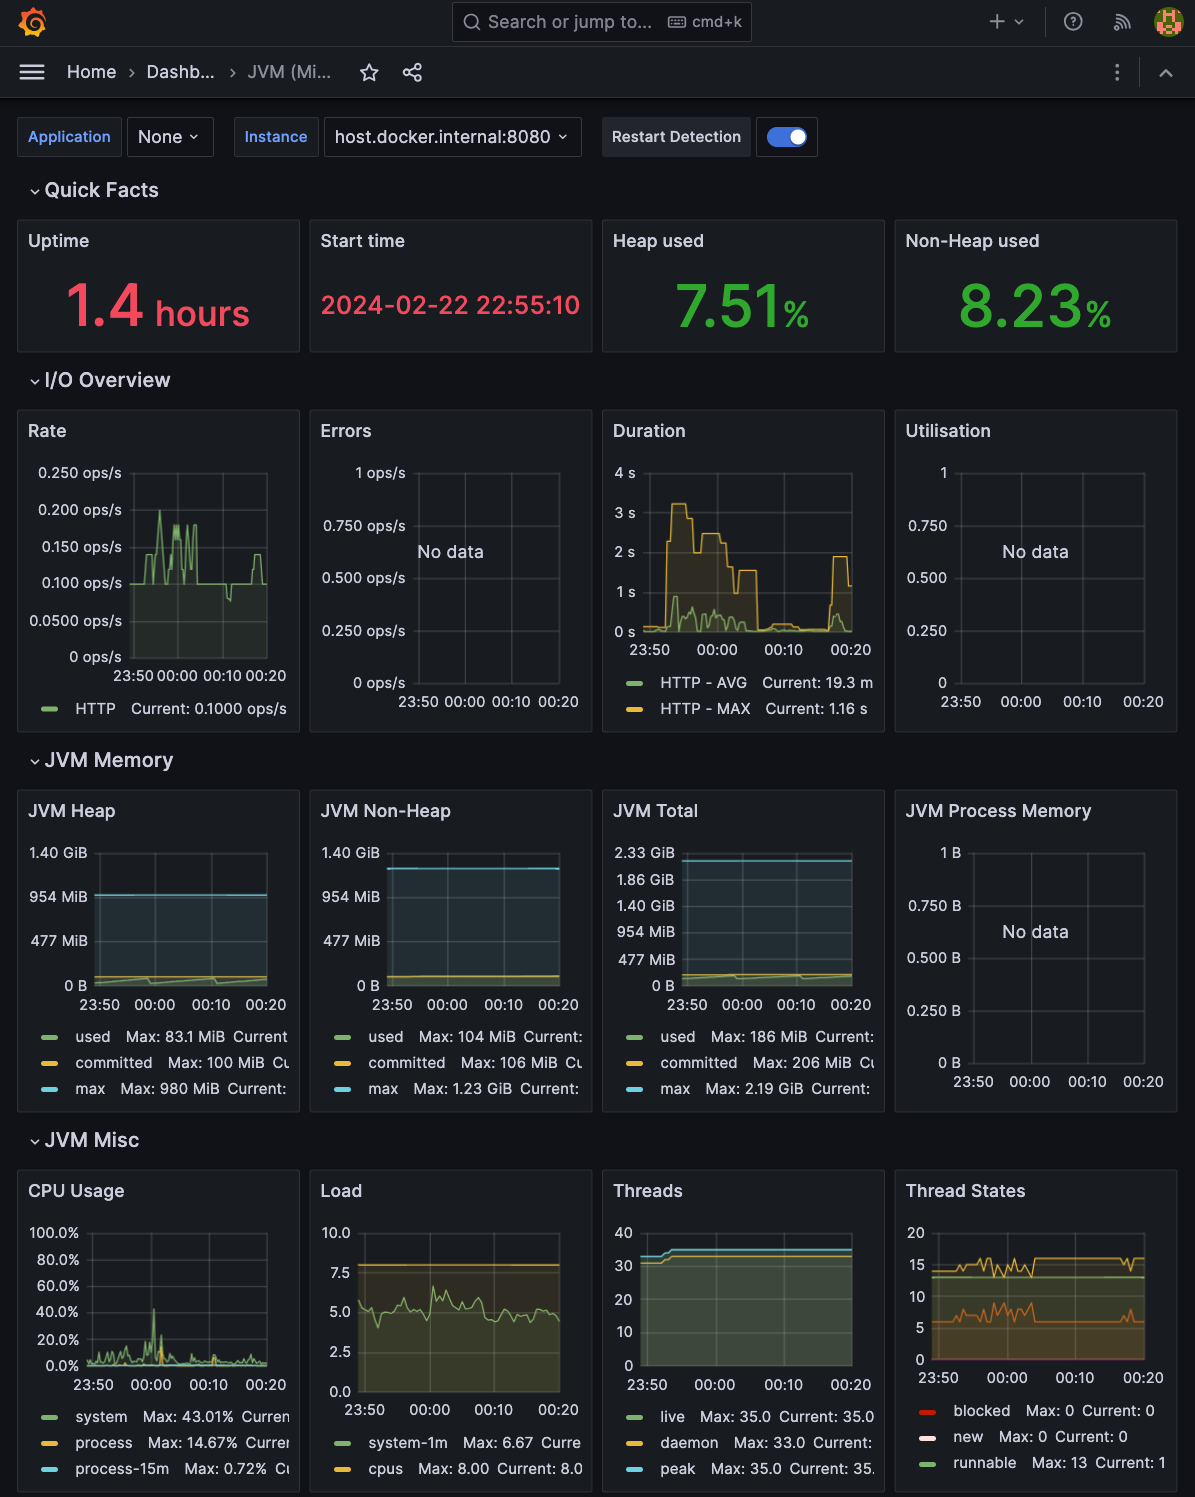 Search or jump to... cmd+k
Home › Dashb... › JVM (Mi...
Application None Instance host.docker.internal:8080 Restart Detection
Quick Facts
Uptime
1.4 hours
Start time
2024-02-22 22:55:10
Heap used
7.51%
Non-Heap used
8.23%
I/O Overview
Rate
0.250 ops/s
0.200 ops/s
0.150 ops/s
0.100 ops/s
0.0500 ops/s
0 ops/s
23:50 00:00 00:10 00:20
HTTP Current: 0.1000 ops/s
Errors
1 ops/s
0.750 ops/s
No data
0.500 ops/s
0.250 ops/s
0 ops/s
23:50 00:00 00:10 00:20
Duration
4 s
3 s
2 s
1 s
0 s
23:50 00:00 00:10 00:20
HTTP - AVG Current: 19.3 m
HTTP - MAX Current: 1.16 s
Utilisation
1
0.750
No data
0.500
0.250
0
23:50 00:00 00:10 00:20
JVM Memory
JVM Heap
1.40 GiB
954 MiB
477 MiB
0 B
23:50 00:00 00:10 00:20
used Max: 83.1 MiB Current
committed Max: 100 MiB Cu
max Max: 980 MiB Current:
JVM Non-Heap
1.40 GiB
954 MiB
477 MiB
0 B
23:50 00:00 00:10 00:20
used Max: 104 MiB Current:
committed Max: 106 MiB Cu
max Max: 1.23 GiB Current:
JVM Total
2.33 GiB
1.86 GiB
1.40 GiB
954 MiB
477 MiB
0 B
23:50 00:00 00:10 00:20
used Max: 186 MiB Current:
committed Max: 206 MiB Cu
max Max: 2.19 GiB Current:
JVM Process Memory
1 B
0.750 B
No data
0.500 B
0.250 B
0 B
23:50 00:00 00:10 00:20
JVM Misc
CPU Usage
100.0%
80.0%
60.0%
40.0%
20.0%
0.0%
23:50 00:00 00:10 00:20
system Max: 43.01% Curren
process Max: 14.67% Currer
process-15m Max: 0.72% Cu
Load
10.0
7.5
5.0
2.5
0.0
23:50 00:00 00:10 00:20
system-1m Max: 6.67 Curre
cpus Max: 8.00 Current: 8.0
Threads
40
30
20
10
0
23:50 00:00 00:10 00:20
live Max: 35.0 Current: 35.0
daemon Max: 33.0 Current:
peak Max: 35.0 Current: 35.
Thread States
20
15
10
5
0
23:50 00:00 00:10 00:20
blocked Max: 0 Current: 0
new Max: 0 Current: 0
runnable Max: 13 Current: 1